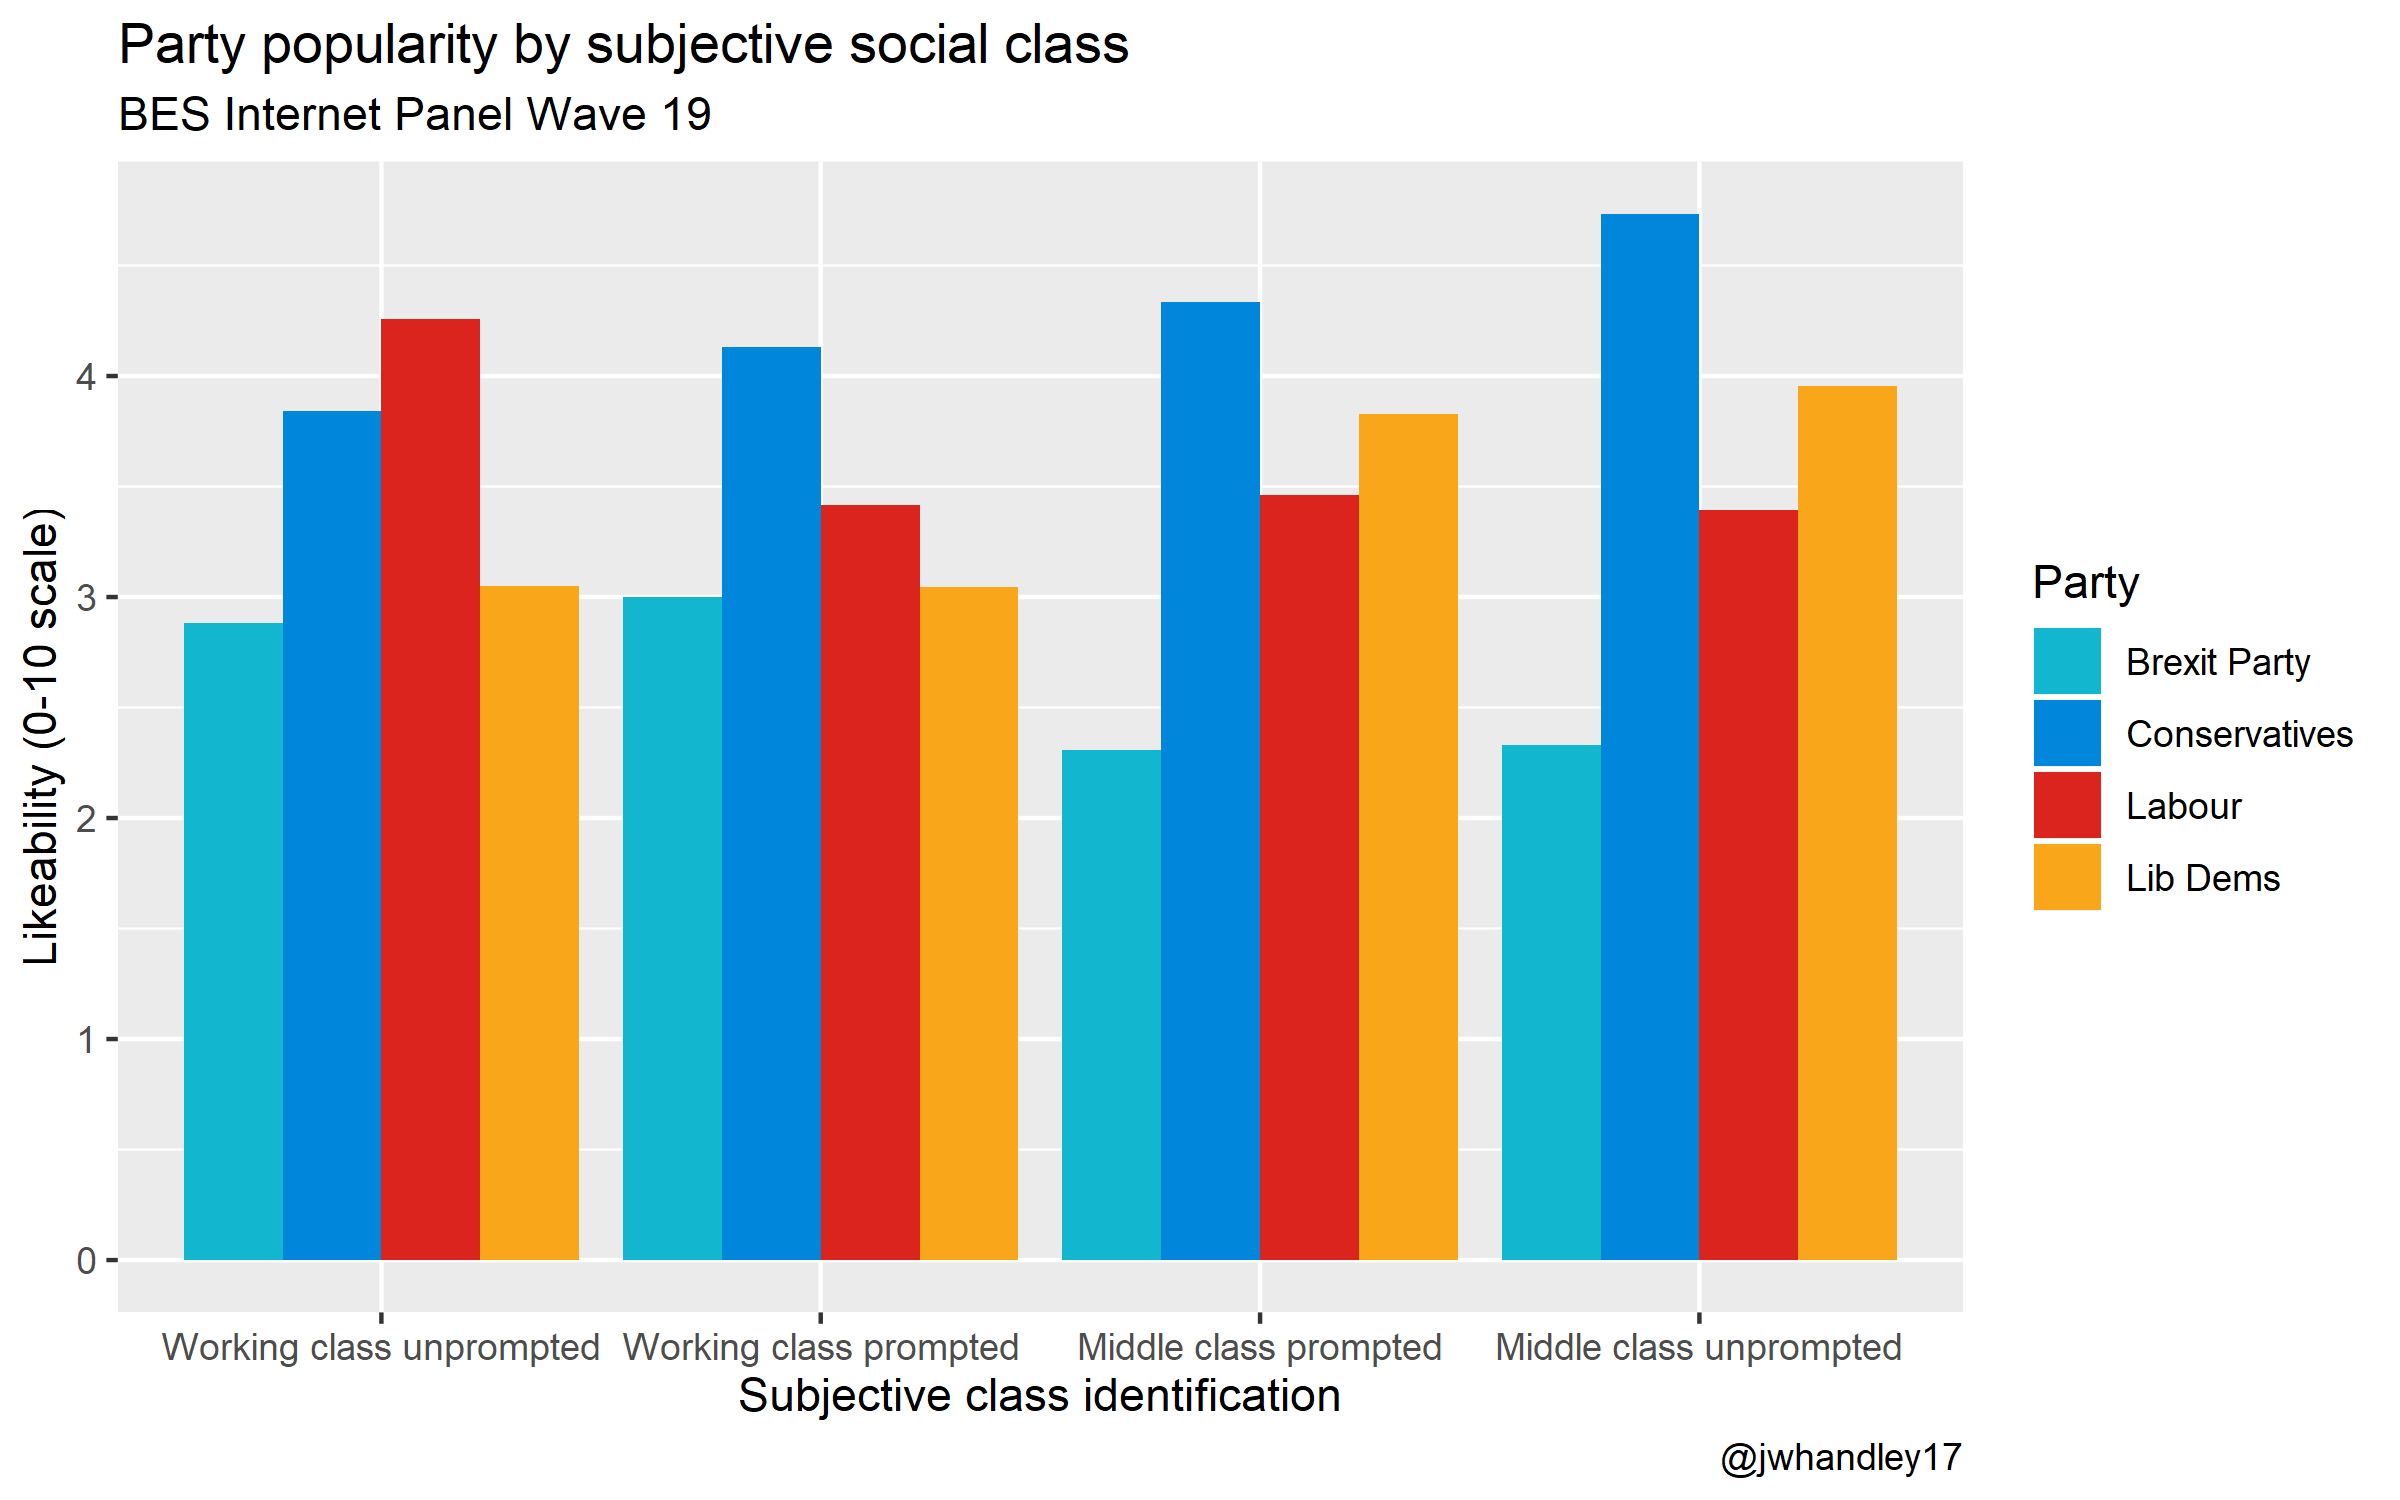 Party popularity by subjective social class
BES Internet Panel Wave 19
Likeability (0-10 scale)
4
3
2
1
0
Working class unprompted
Working class prompted
Middle class prompted
Middle class unprompted
Subjective class identification
Party
Brexit Party
Conservatives
Labour
Lib Dems
@jwhandley17